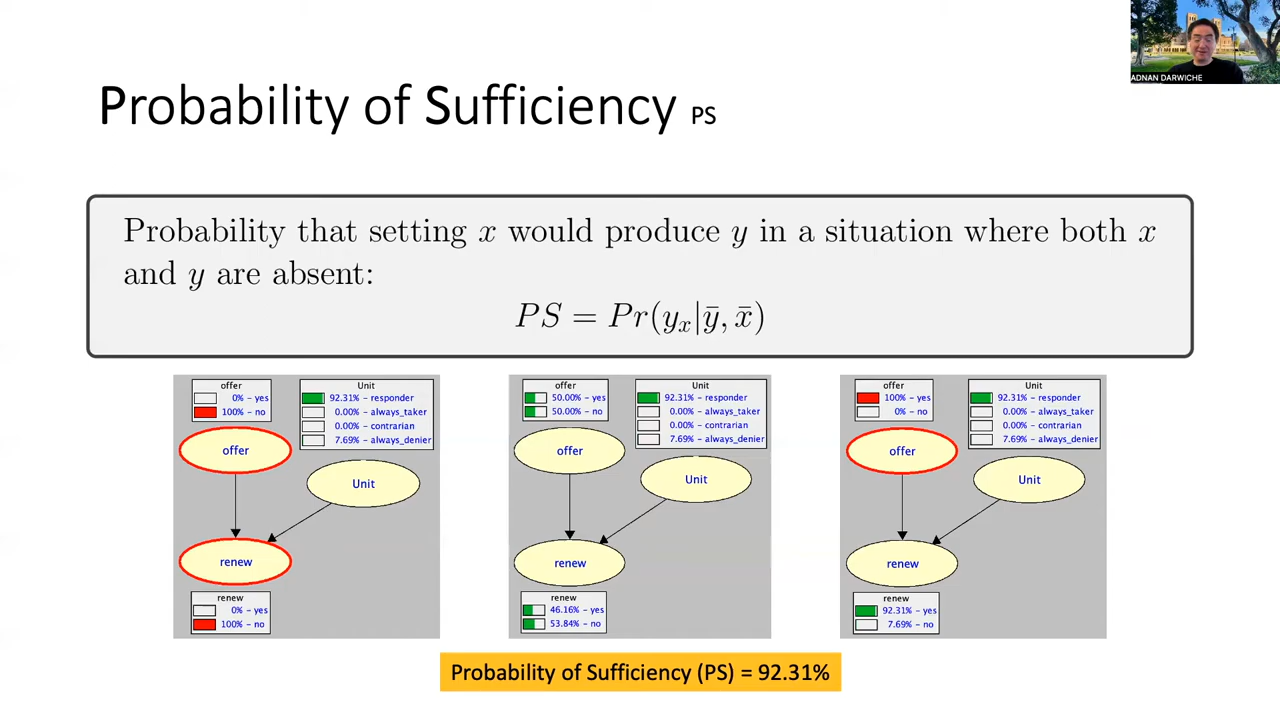 ADNAN DARWICHE
Probability of Sufficiency PS
Probability that setting x would produce y in a situation where both x
and y are absent:
PS = Pr(y_x|ȳ, x̄)
offer
0% - yes
100% - no
Unit
92.31% - responder
0.00% - always_taker
0.00% - contrarian
7.69% - always_denier
offer
Unit
renew
renew
0% - yes
100% - no
offer
50.00% - yes
50.00% - no
Unit
92.31% - responder
0.00% - always_taker
0.00% - contrarian
7.69% - always_denier
offer
Unit
renew
renew
46.16% - yes
53.84% - no
offer
100% - yes
0% - no
Unit
92.31% - responder
0.00% - always_taker
0.00% - contrarian
7.69% - always_denier
offer
Unit
renew
renew
92.31% - yes
7.69% - no
Probability of Sufficiency (PS) = 92.31%